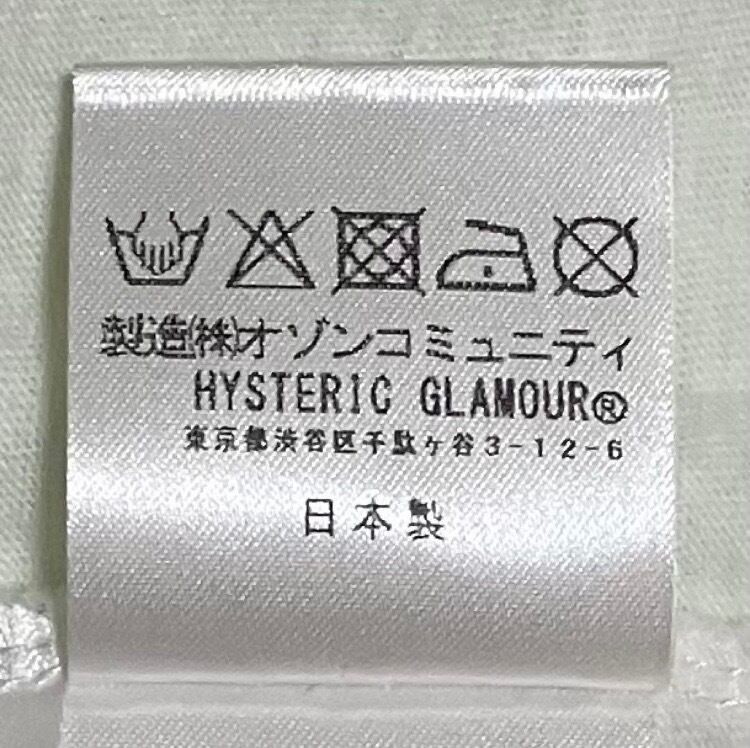 製造(株)オゾンコミュニティ
HYSTERIC GLAMOUR®
東京都渋谷区千駄ヶ谷3-12-6
日本製